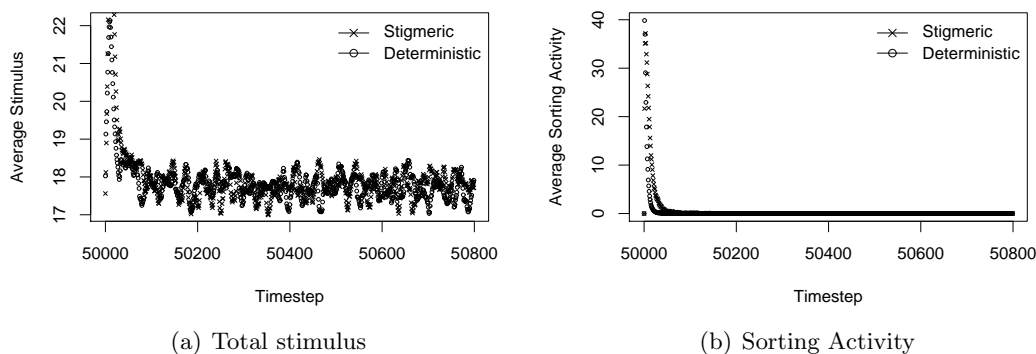 22
21
20
19
18
17
Average Stimulus
Stigmeric
Deterministic
50000 50200 50400 50600 50800
Timestep
(a) Total stimulus
40
30
20
10
0
Average Sorting Activity
Stigmeric
Deterministic
50000 50200 50400 50600 50800
Timestep
(b) Sorting Activity